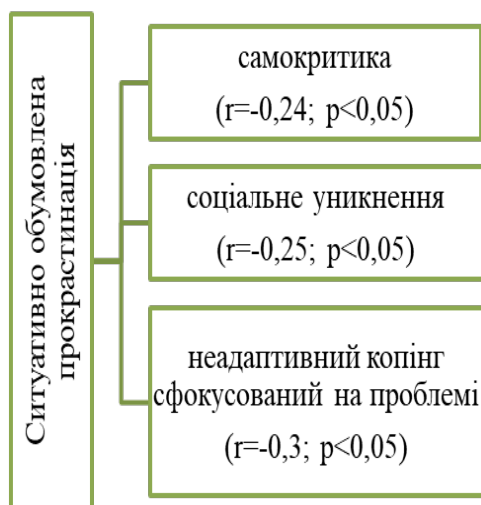 Ситуативно обумовлена
прокрастинація
самокритика
(r=-0,24; p<0,05)
соціальне уникнення
(r=-0,25; p<0,05)
неадаптивний копінг
сфокусований на проблемі
(r=-0,3; p<0,05)